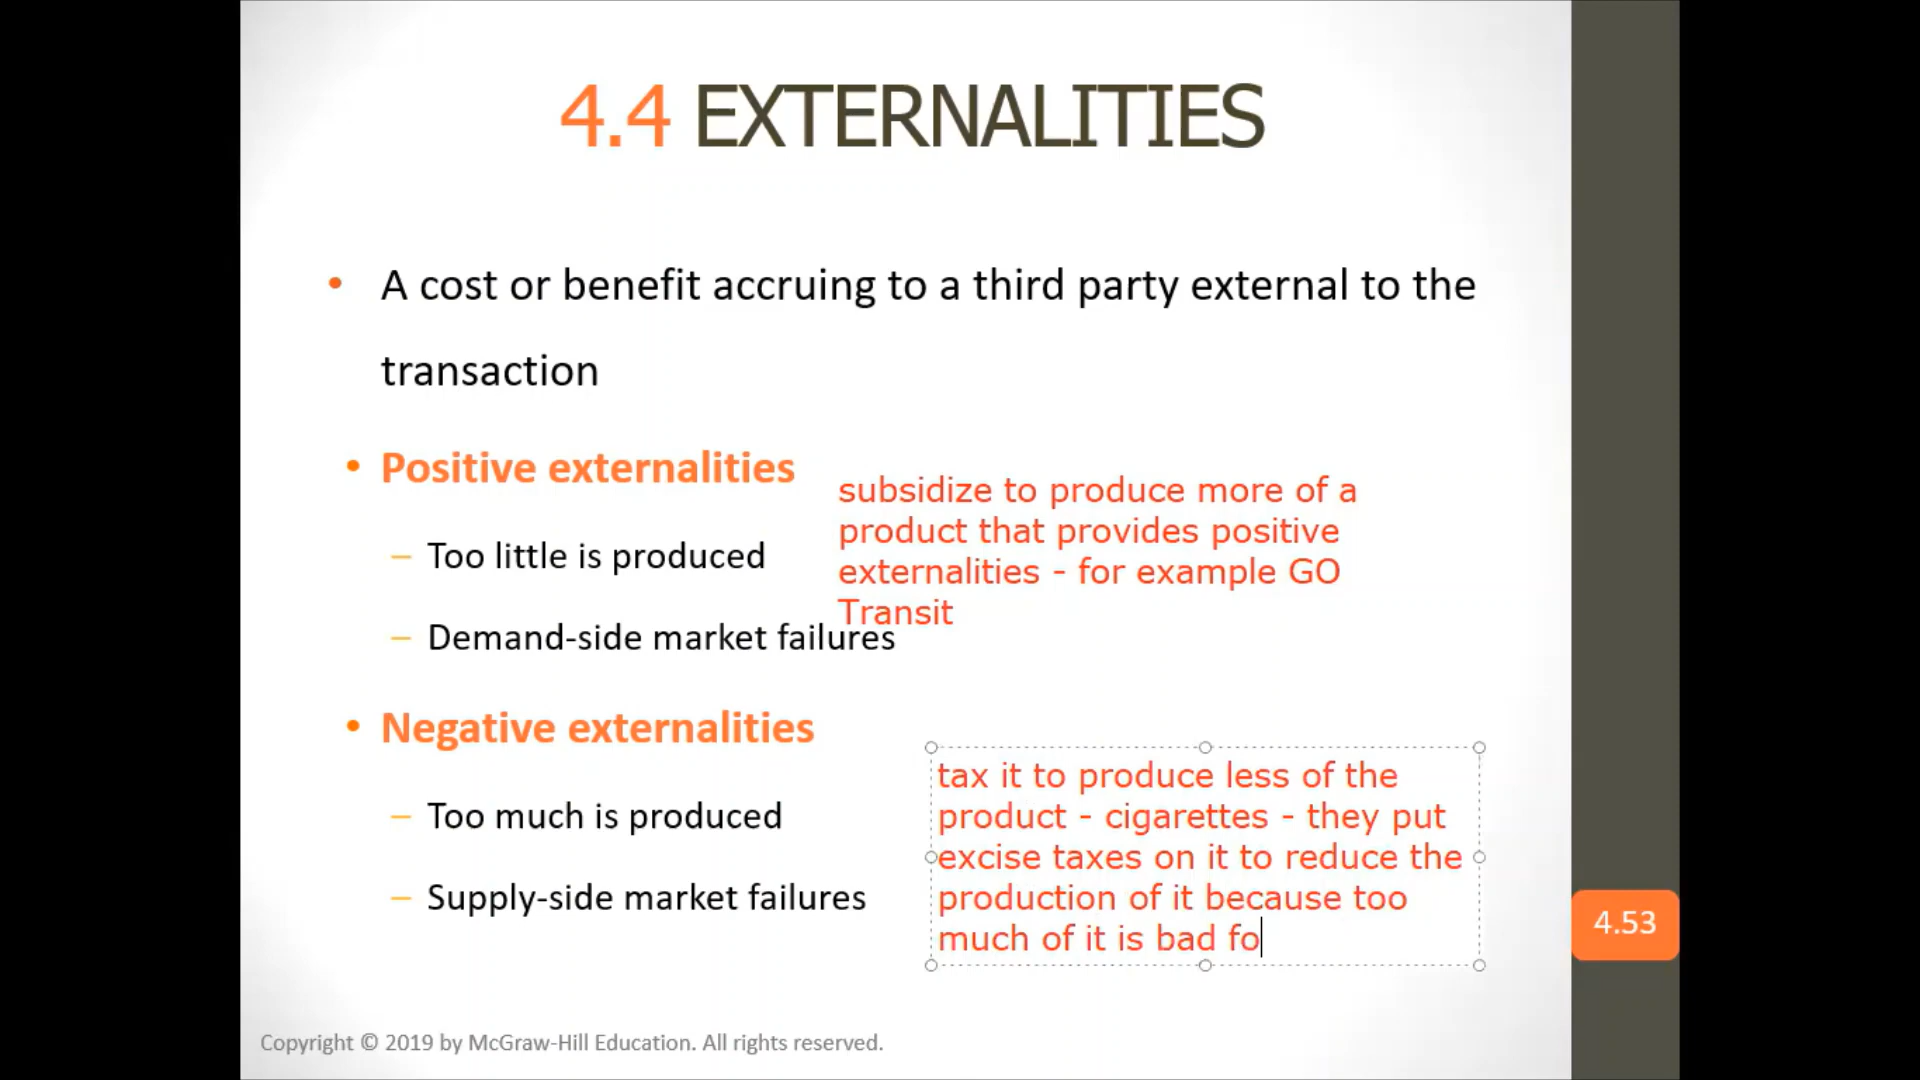 4.4 EXTERNALITIES
• A cost or benefit accruing to a third party external to the
transaction
• Positive externalities
– Too little is produced
– Demand-side market failures
subsidize to produce more of a
product that provides positive
externalities - for example GO
Transit
• Negative externalities
– Too much is produced
– Supply-side market failures
tax it to produce less of the
product - cigarettes - they put
excise taxes on it to reduce the
production of it because too
much of it is bad fo
4.53
Copyright © 2019 by McGraw-Hill Education. All rights reserved.